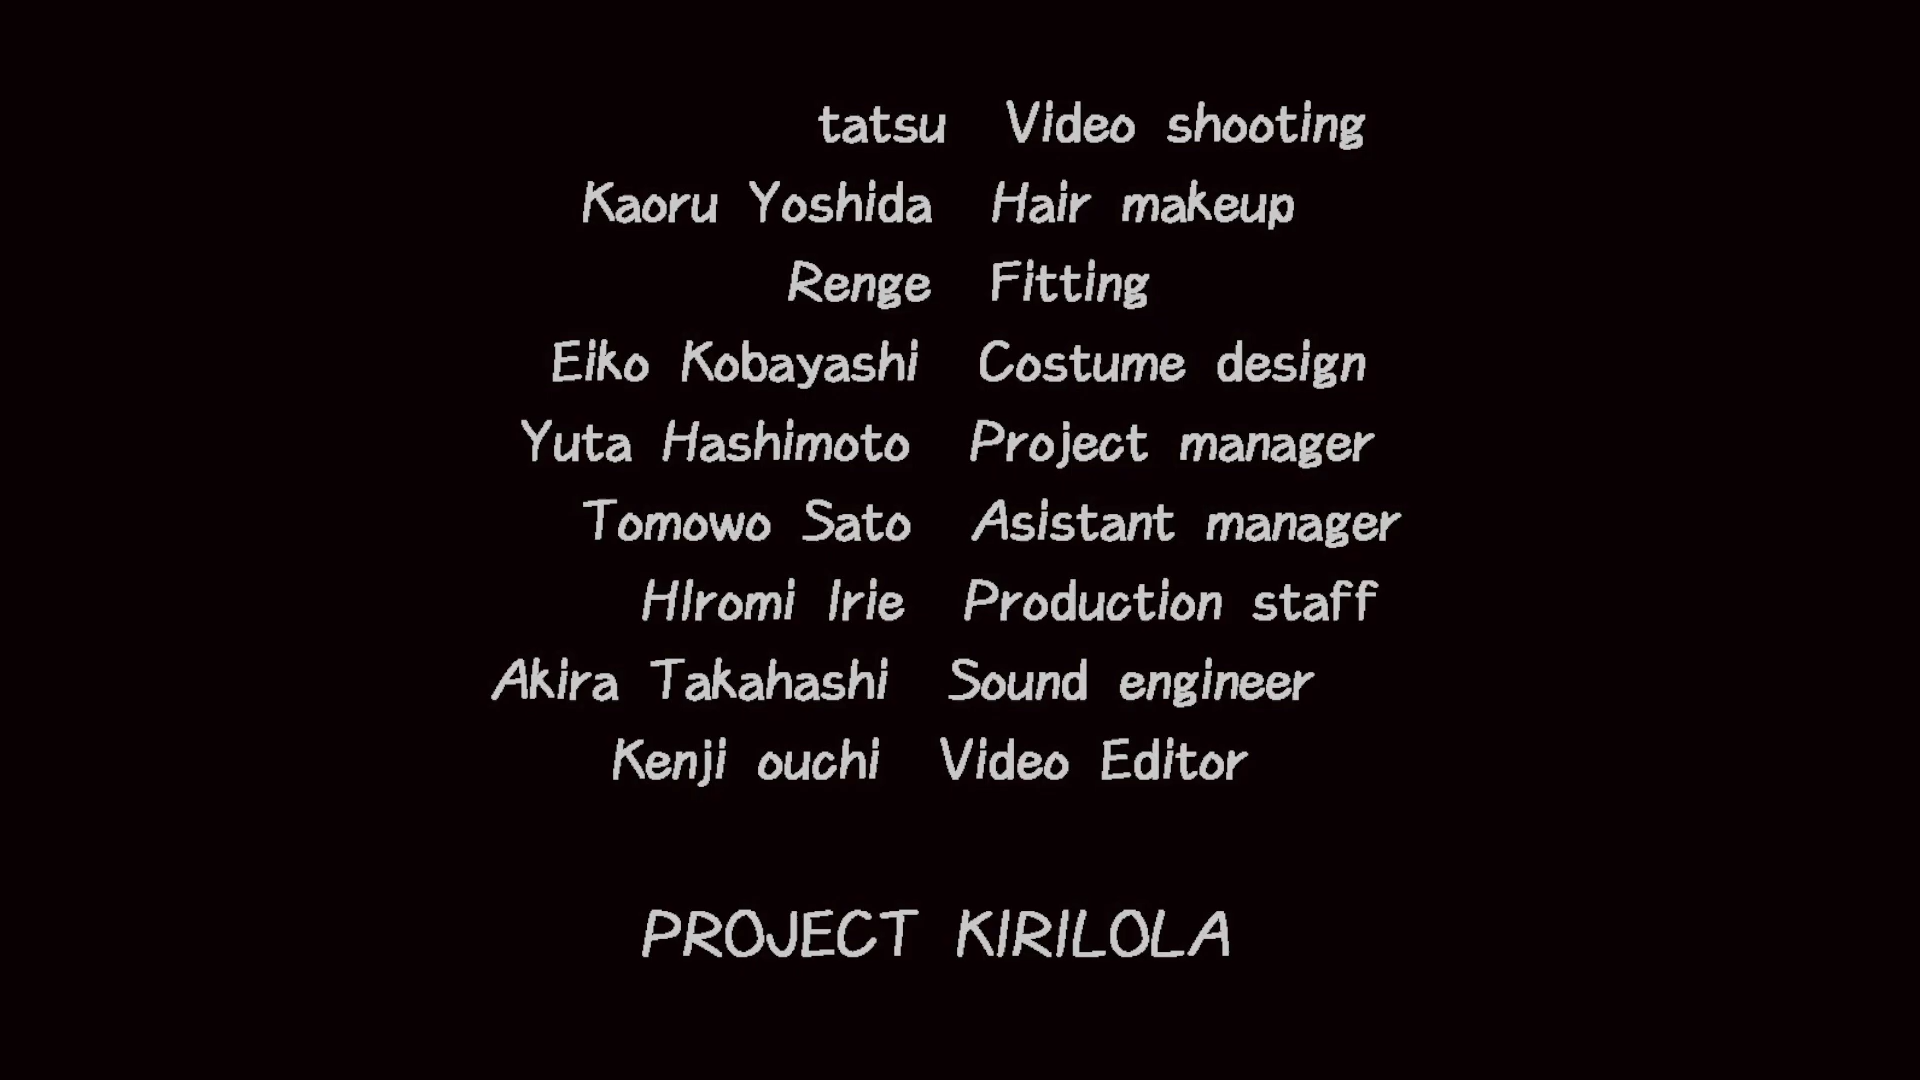 tatsu Video shooting
Kaoru Yoshida Hair makeup
Renge Fitting
Eiko Kobayashi Costume design
Yuta Hashimoto Project manager
Tomowo Sato Asistant manager
HIromi Irie Production staff
Akira Takahashi Sound engineer
Kenji ouchi Video Editor
PROJECT KIRILOLA